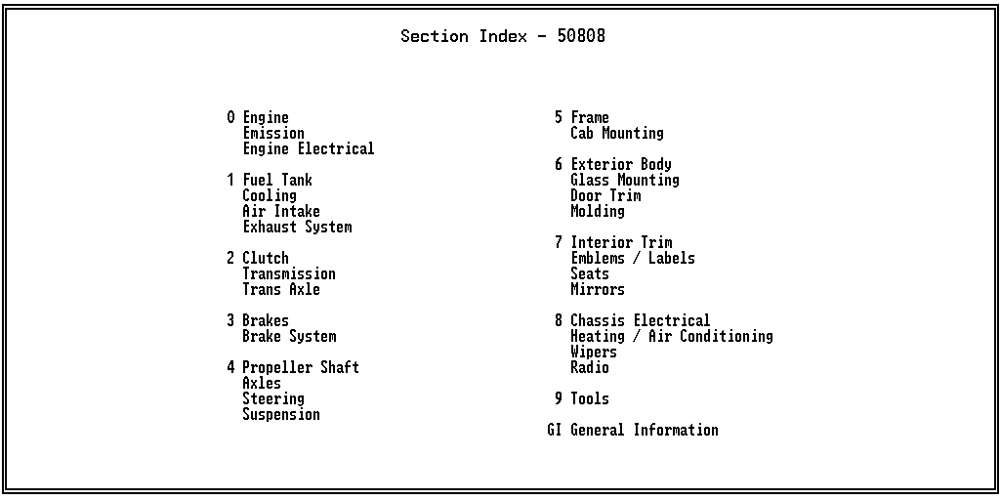 Section Index - 50808
0 Engine
Emission
Engine Electrical
1 Fuel Tank
Cooling
Air Intake
Exhaust System
2 Clutch
Transmission
Trans Axle
3 Brakes
Brake System
4 Propeller Shaft
Axles
Steering
Suspension
5 Frame
Cab Mounting
6 Exterior Body
Glass Mounting
Door Trim
Molding
7 Interior Trim
Emblems / Labels
Seats
Mirrors
8 Chassis Electrical
Heating / Air Conditioning
Wipers
Radio
9 Tools
GI General Information